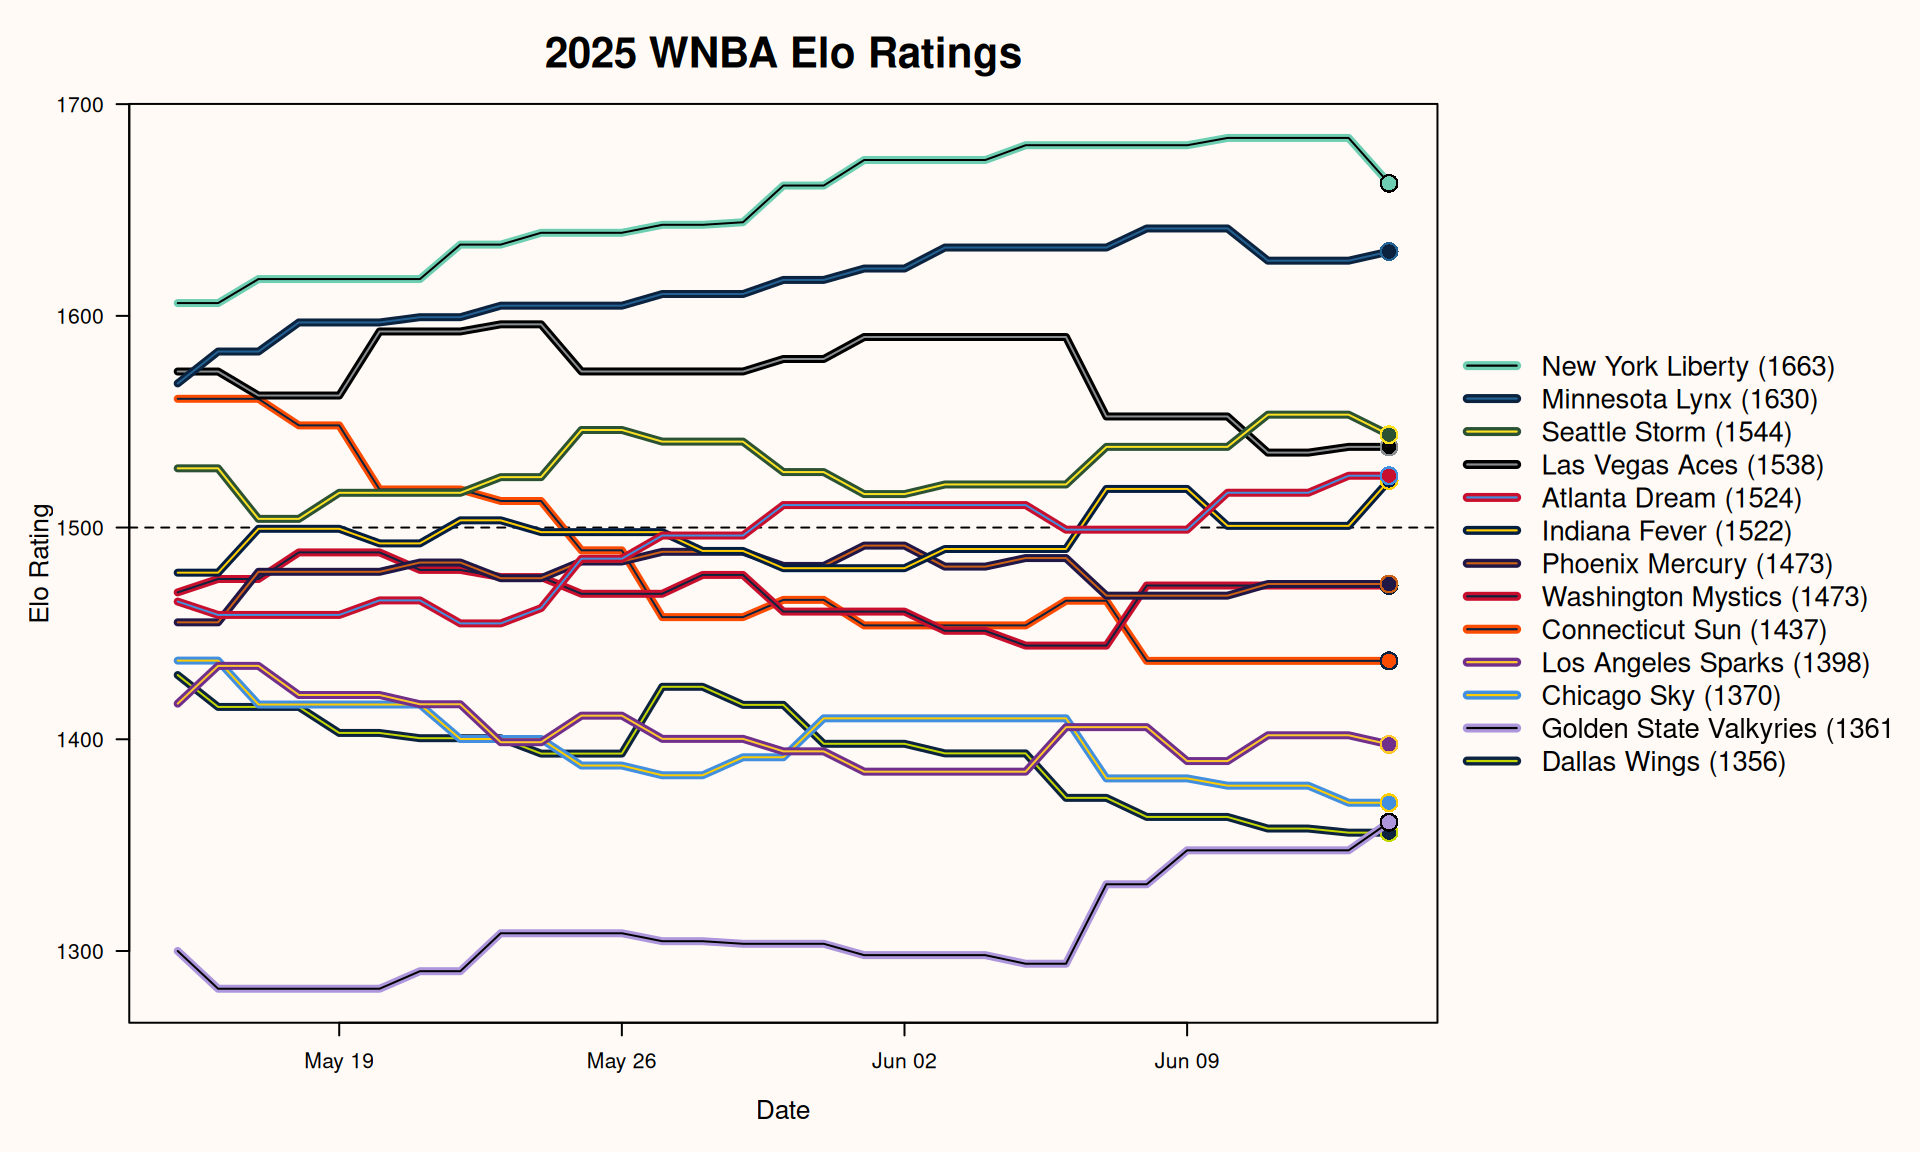 2025 WNBA Elo Ratings
1700
1600
1500
1400
1300
Elo Rating
May 19
May 26
Jun 02
Jun 09
Date
New York Liberty (1663)
Minnesota Lynx (1630)
Seattle Storm (1544)
Las Vegas Aces (1538)
Atlanta Dream (1524)
Indiana Fever (1522)
Phoenix Mercury (1473)
Washington Mystics (1473)
Connecticut Sun (1437)
Los Angeles Sparks (1398)
Chicago Sky (1370)
Golden State Valkyries (1361
Dallas Wings (1356)